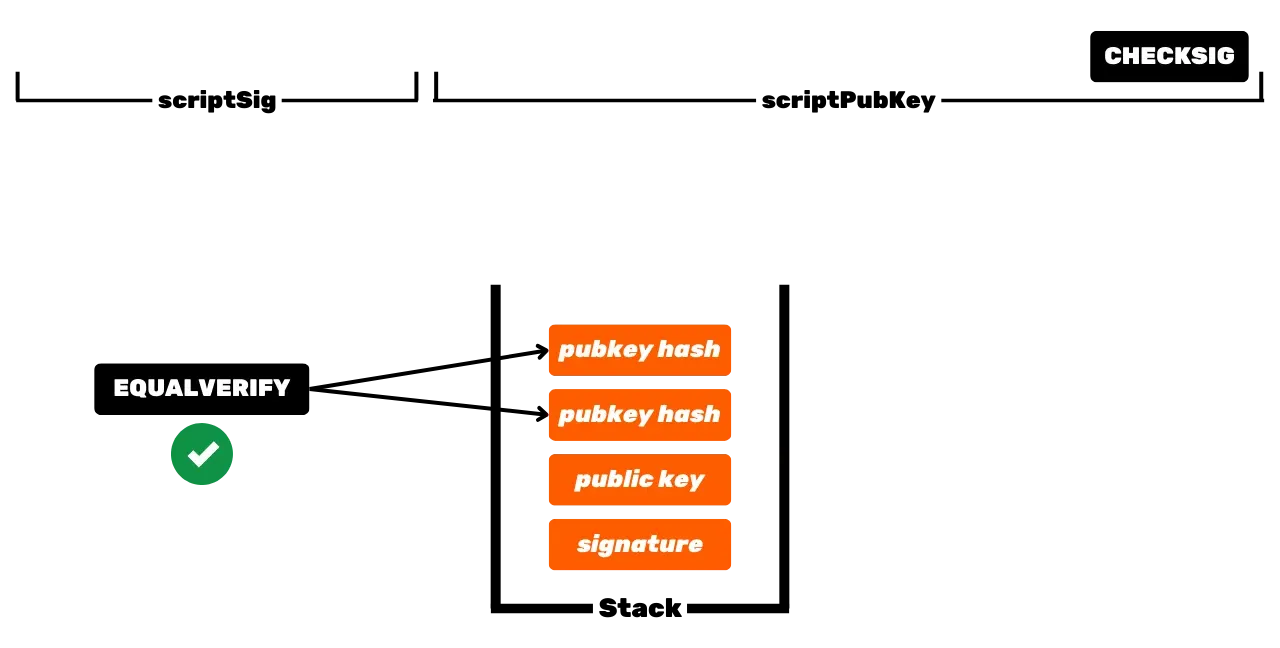 CHECKSIG
scriptSig
scriptPubKey
pubkey hash
EQUALVERIFY
pubkey hash
public key
signature
Stack